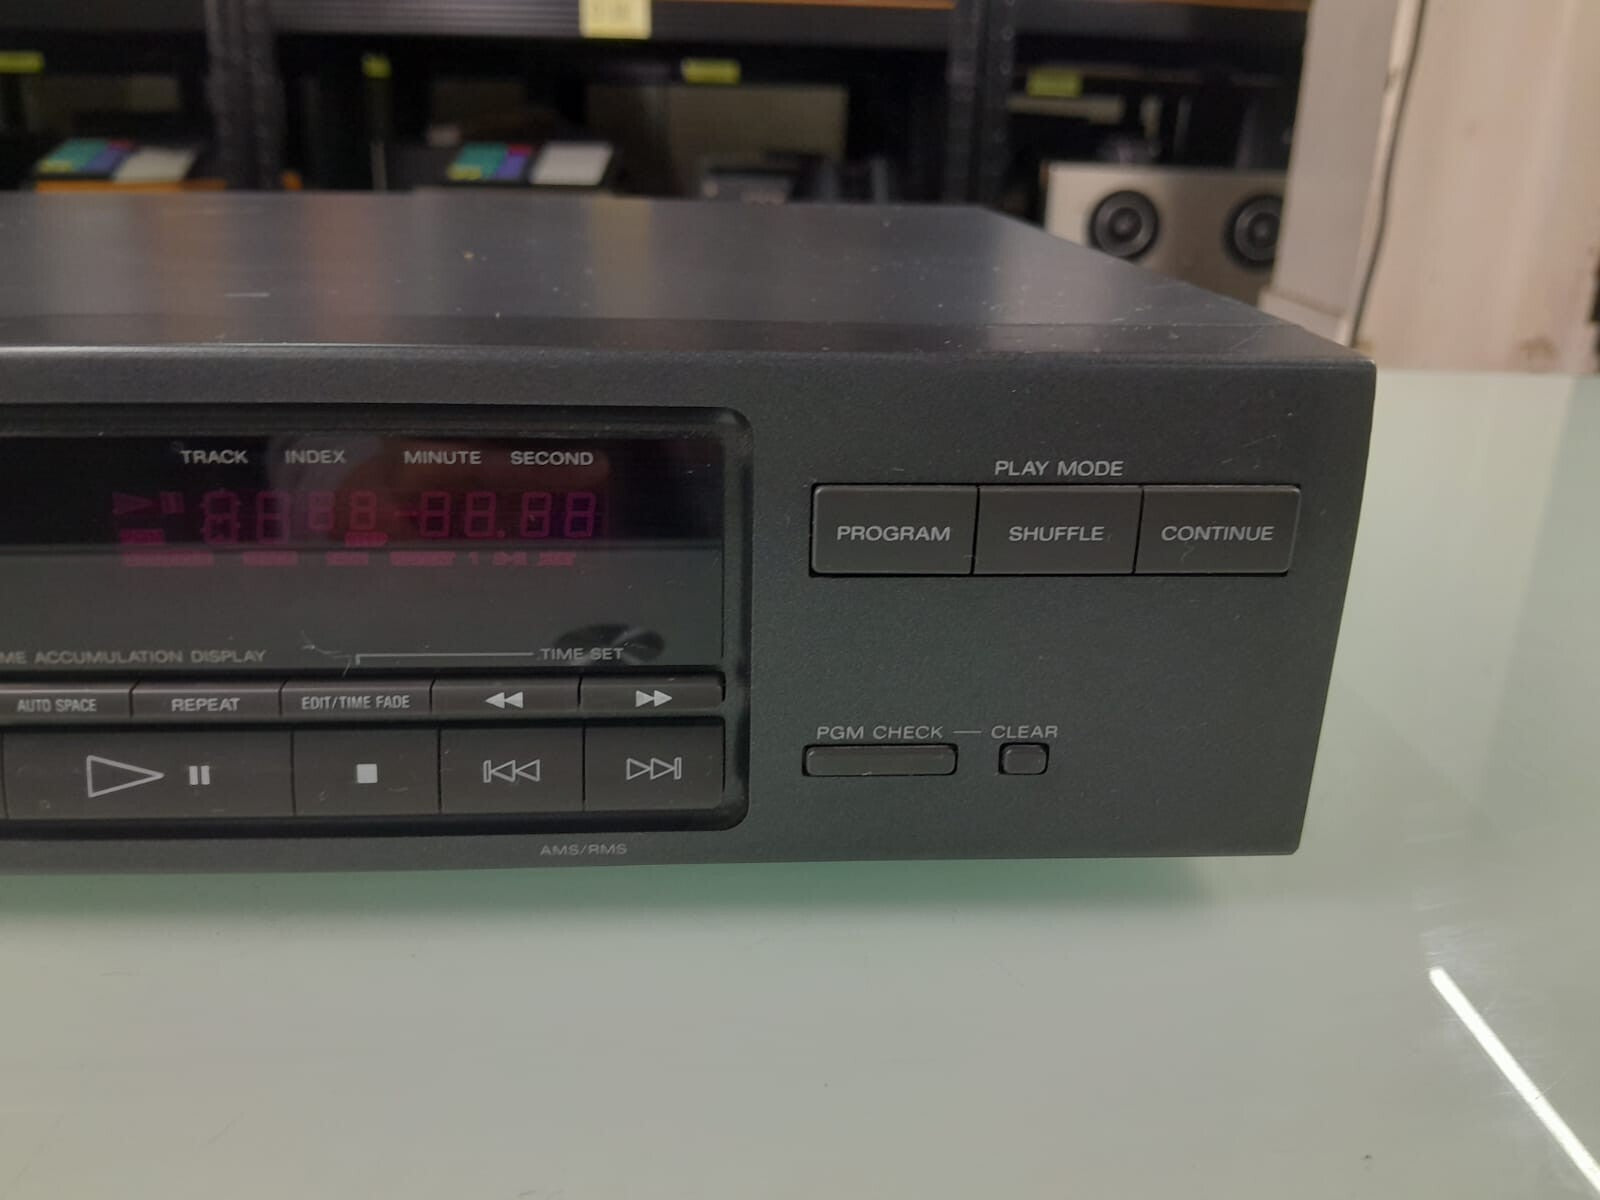 TRACK INDEX MINUTE SECOND
PLAY MODE
PROGRAM SHUFFLE CONTINUE
ME ACCUMULATION DISPLAY TIME SET
AUTO SPACE REPEAT EDIT/TIME FADE
PGM CHECK — CLEAR
AMS/RMS